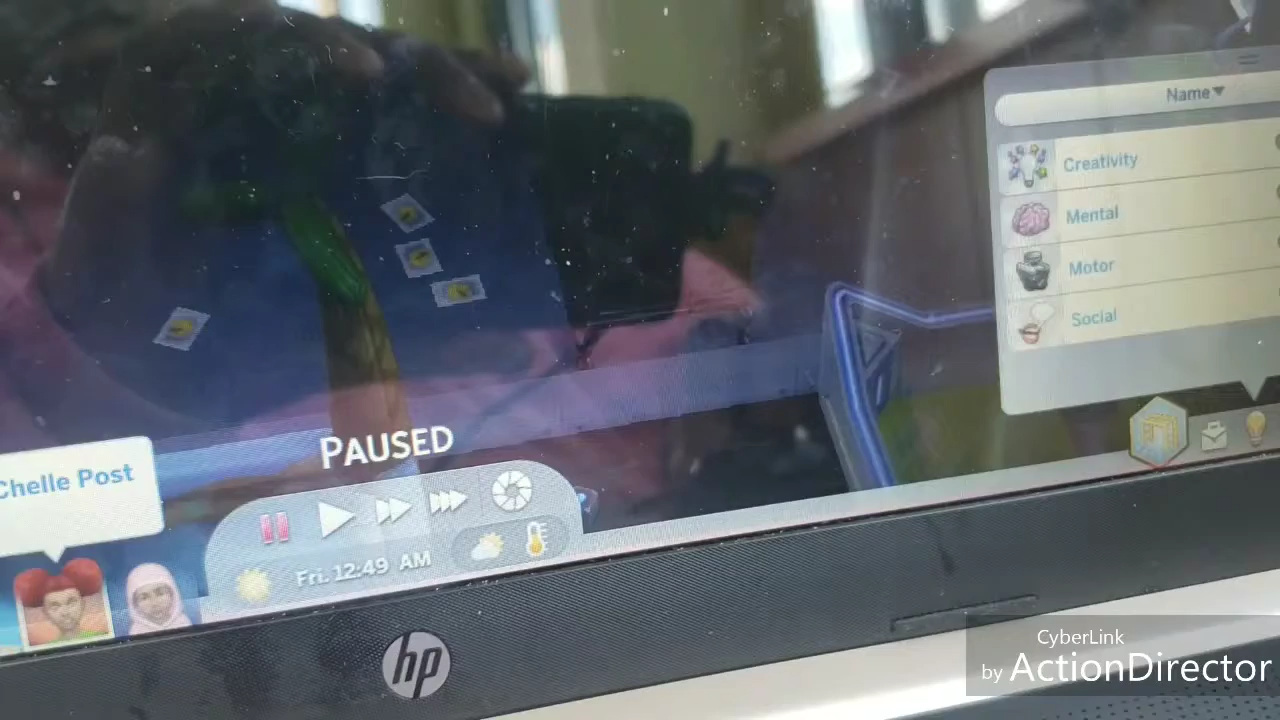 Name
Creativity
Mental
Motor
Social
PAUSED
Chelle Post
Fri. 12:49 AM
hp
CyberLink
by ActionDirector